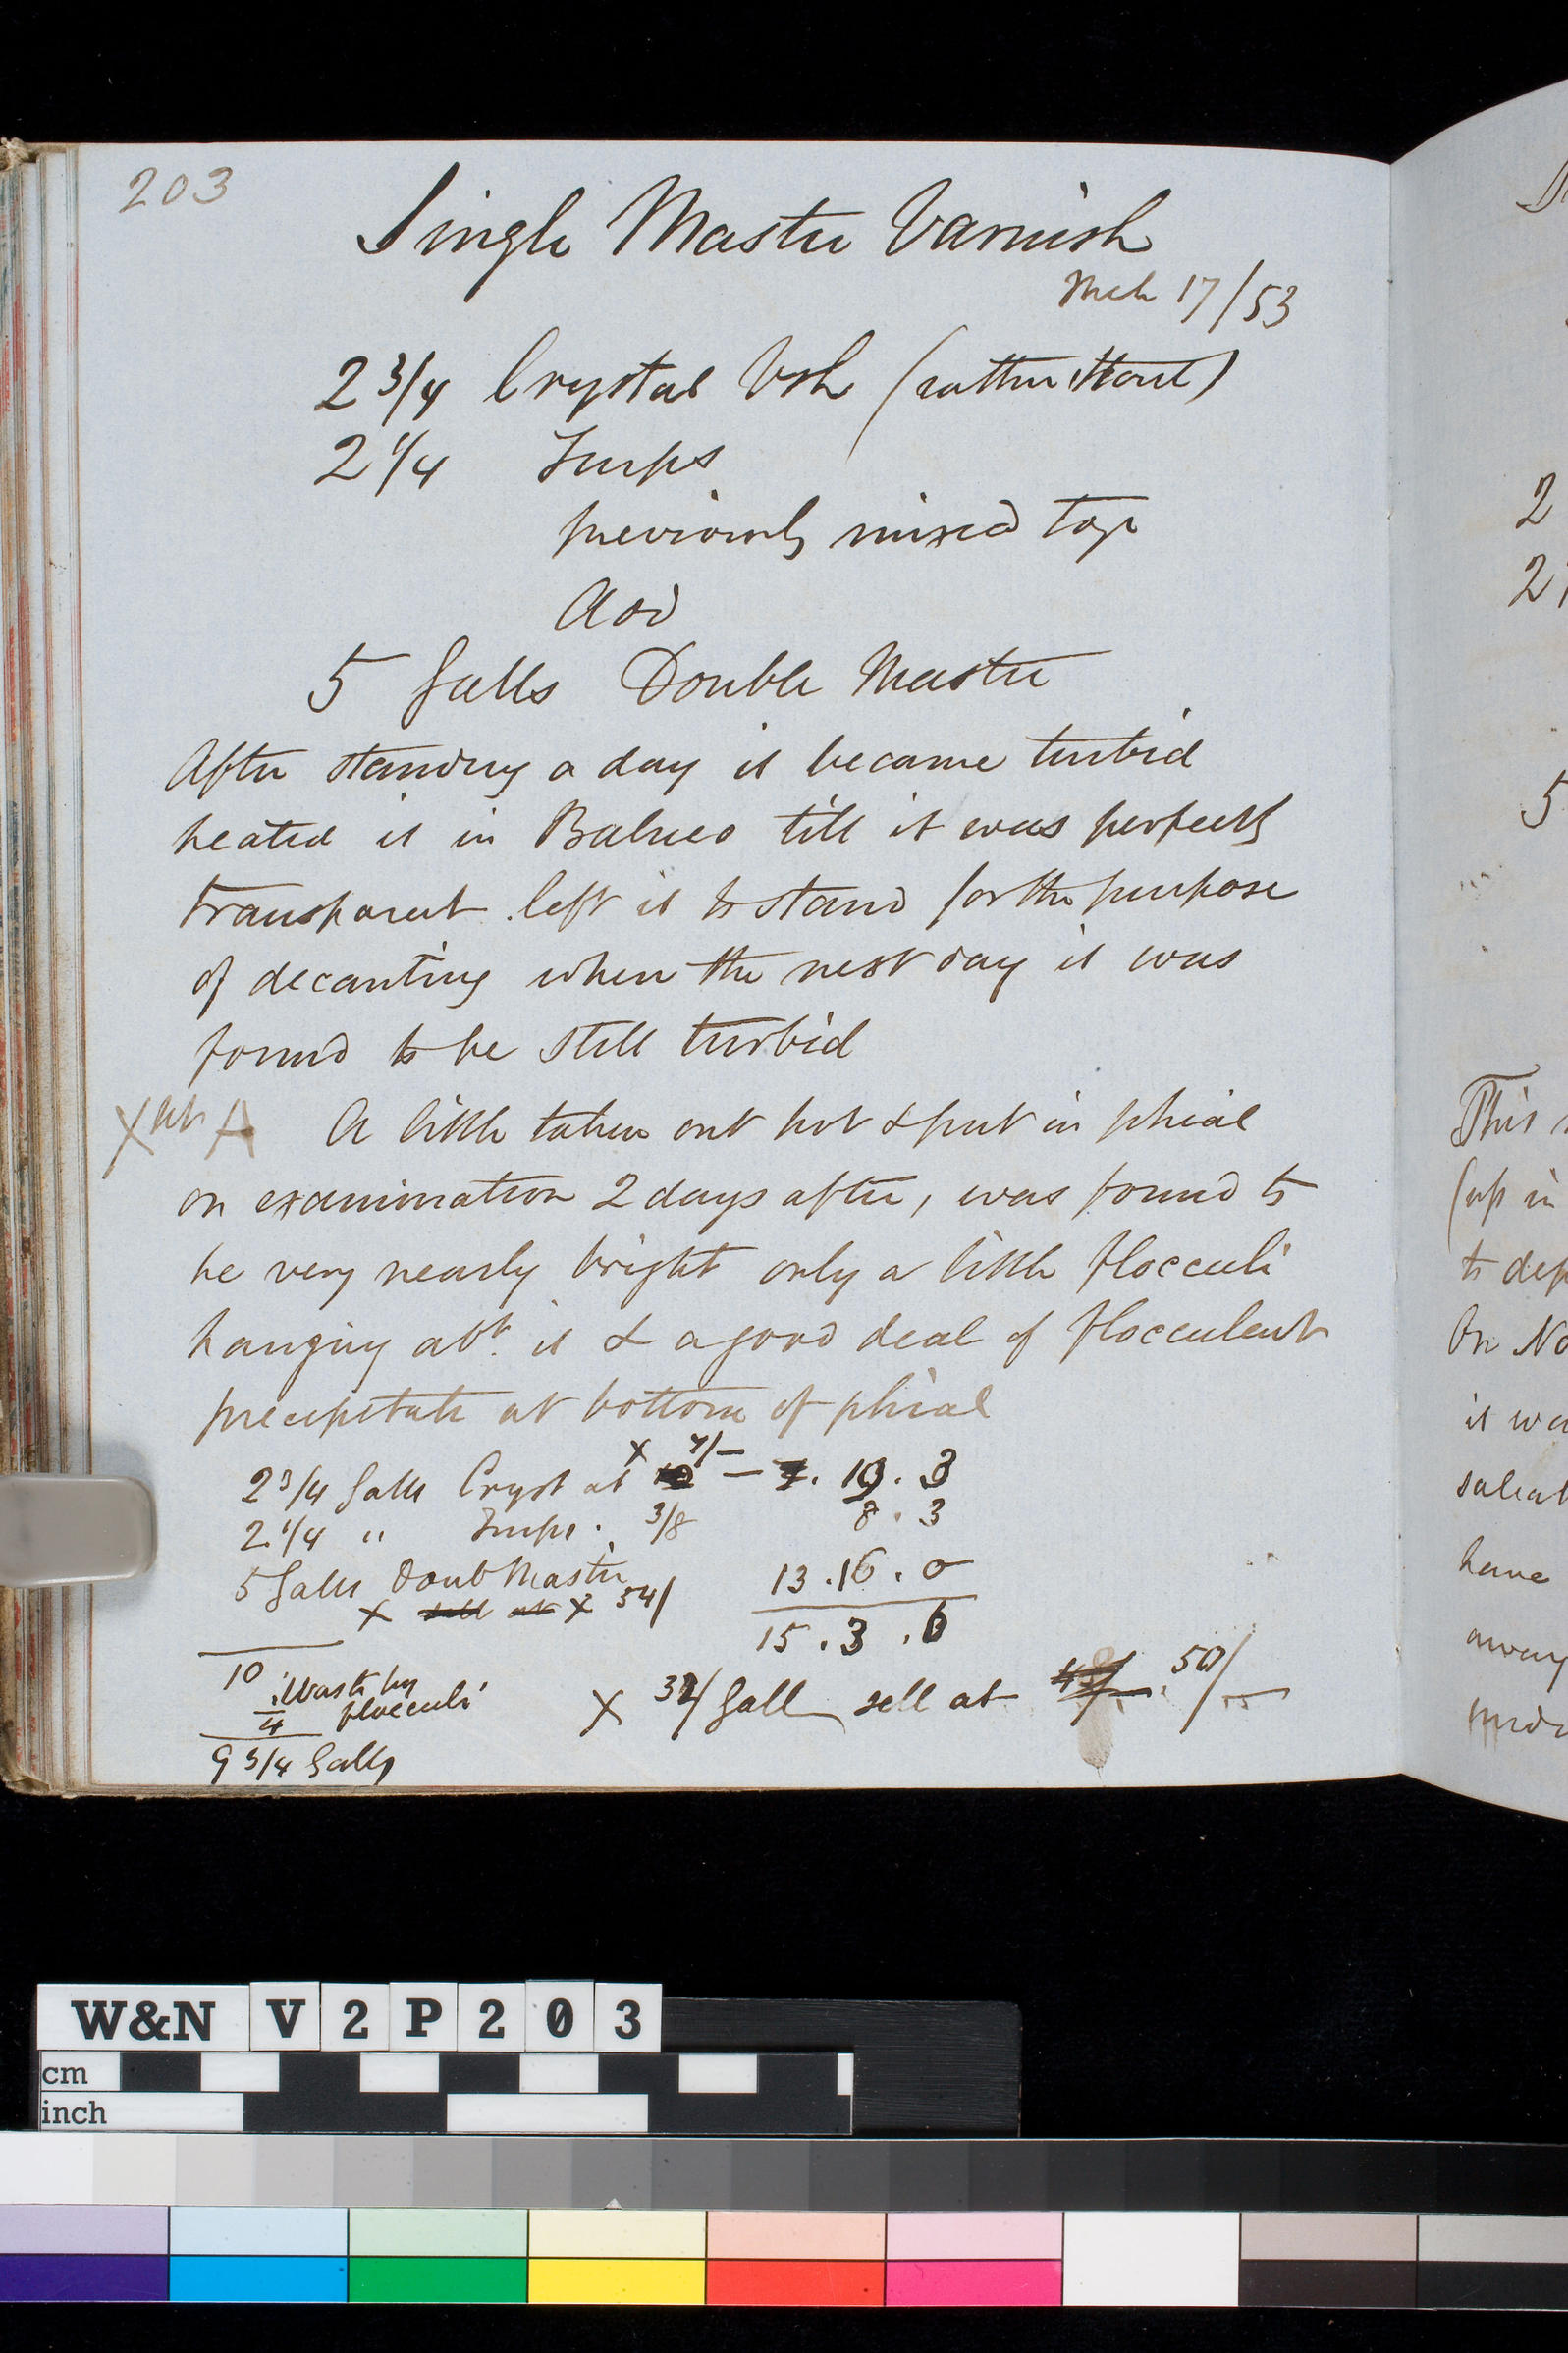 203
Single Mastic Varnish
Mch 17/53
2 3/4 Crystal Vsh (rather stout)
2 1/4 Turps
previously mixed togr
Add
5 Galls Double Mastic
After standing a day it became turbid
heated it in Balneo till it was perfectly
transparent left it to stand for the purpose
of decanting when the next day it was
found to be still turbid
X at A A little taken out hot & put in phial
on examination 2 days after, was found to
be very nearly bright only a little flocculi
hanging abt. it & a good deal of flocculent
precipitate at bottom of phial
2 3/4 Galls Cryst at X 7/- — 19.3
2 1/4 " Turps. 3/8 8.3
5 Galls Doub Mastic 13.16.0
X sell at X 54/
15.3.6
10
1/4 Waste by flocculi
9 3/4 Galls
X 32/ Gall sell at 50/-
2
2
5
This
to dep
On No
it wa
have
away
W&N V 2 P 2 0 3
cm
inch